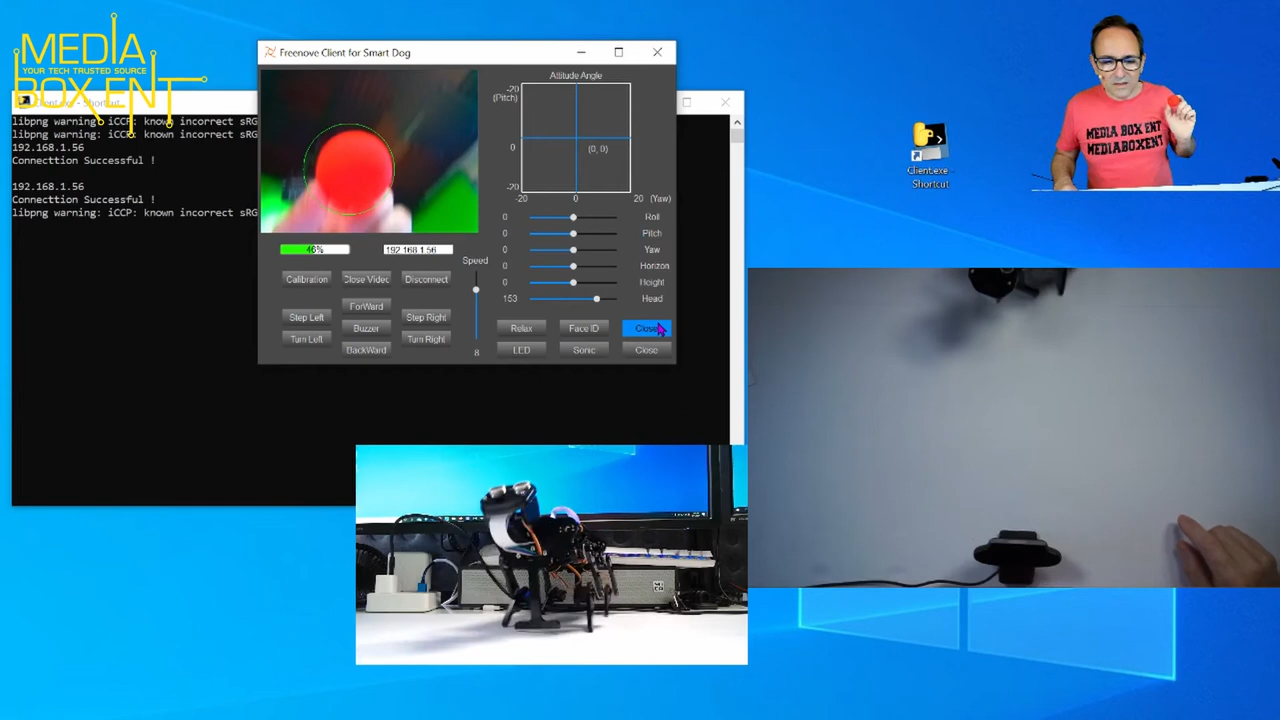 MEDIA
YOUR TECH TRUSTED SOURCE
BOX ENT
Client.exe - Shortcut
libpng warning: iCCP: known incorrect sRG
libpng warning: iCCP: known incorrect sRG
192.168.1.56
Connecttion Successful !
192.168.1.56
Connecttion Successful !
libpng warning: iCCP: known incorrect sRG
Freenove Client for Smart Dog
Attitude Angle
-20
(Pitch)
0
(0, 0)
-20
-20 0 20 (Yaw)
0 Roll
0 Pitch
0 Yaw
0 Horizon
0 Height
153 Head
46% 192.168.1.56
Speed
8
Calibration Close Video Disconnect
ForWard
Step Left Buzzer Step Right
Turn Left BackWard Turn Right
Relax Face ID Close
LED Sonic Close
Client.exe -
Shortcut
MEDIA BOX ENT
MEDIABOXENT